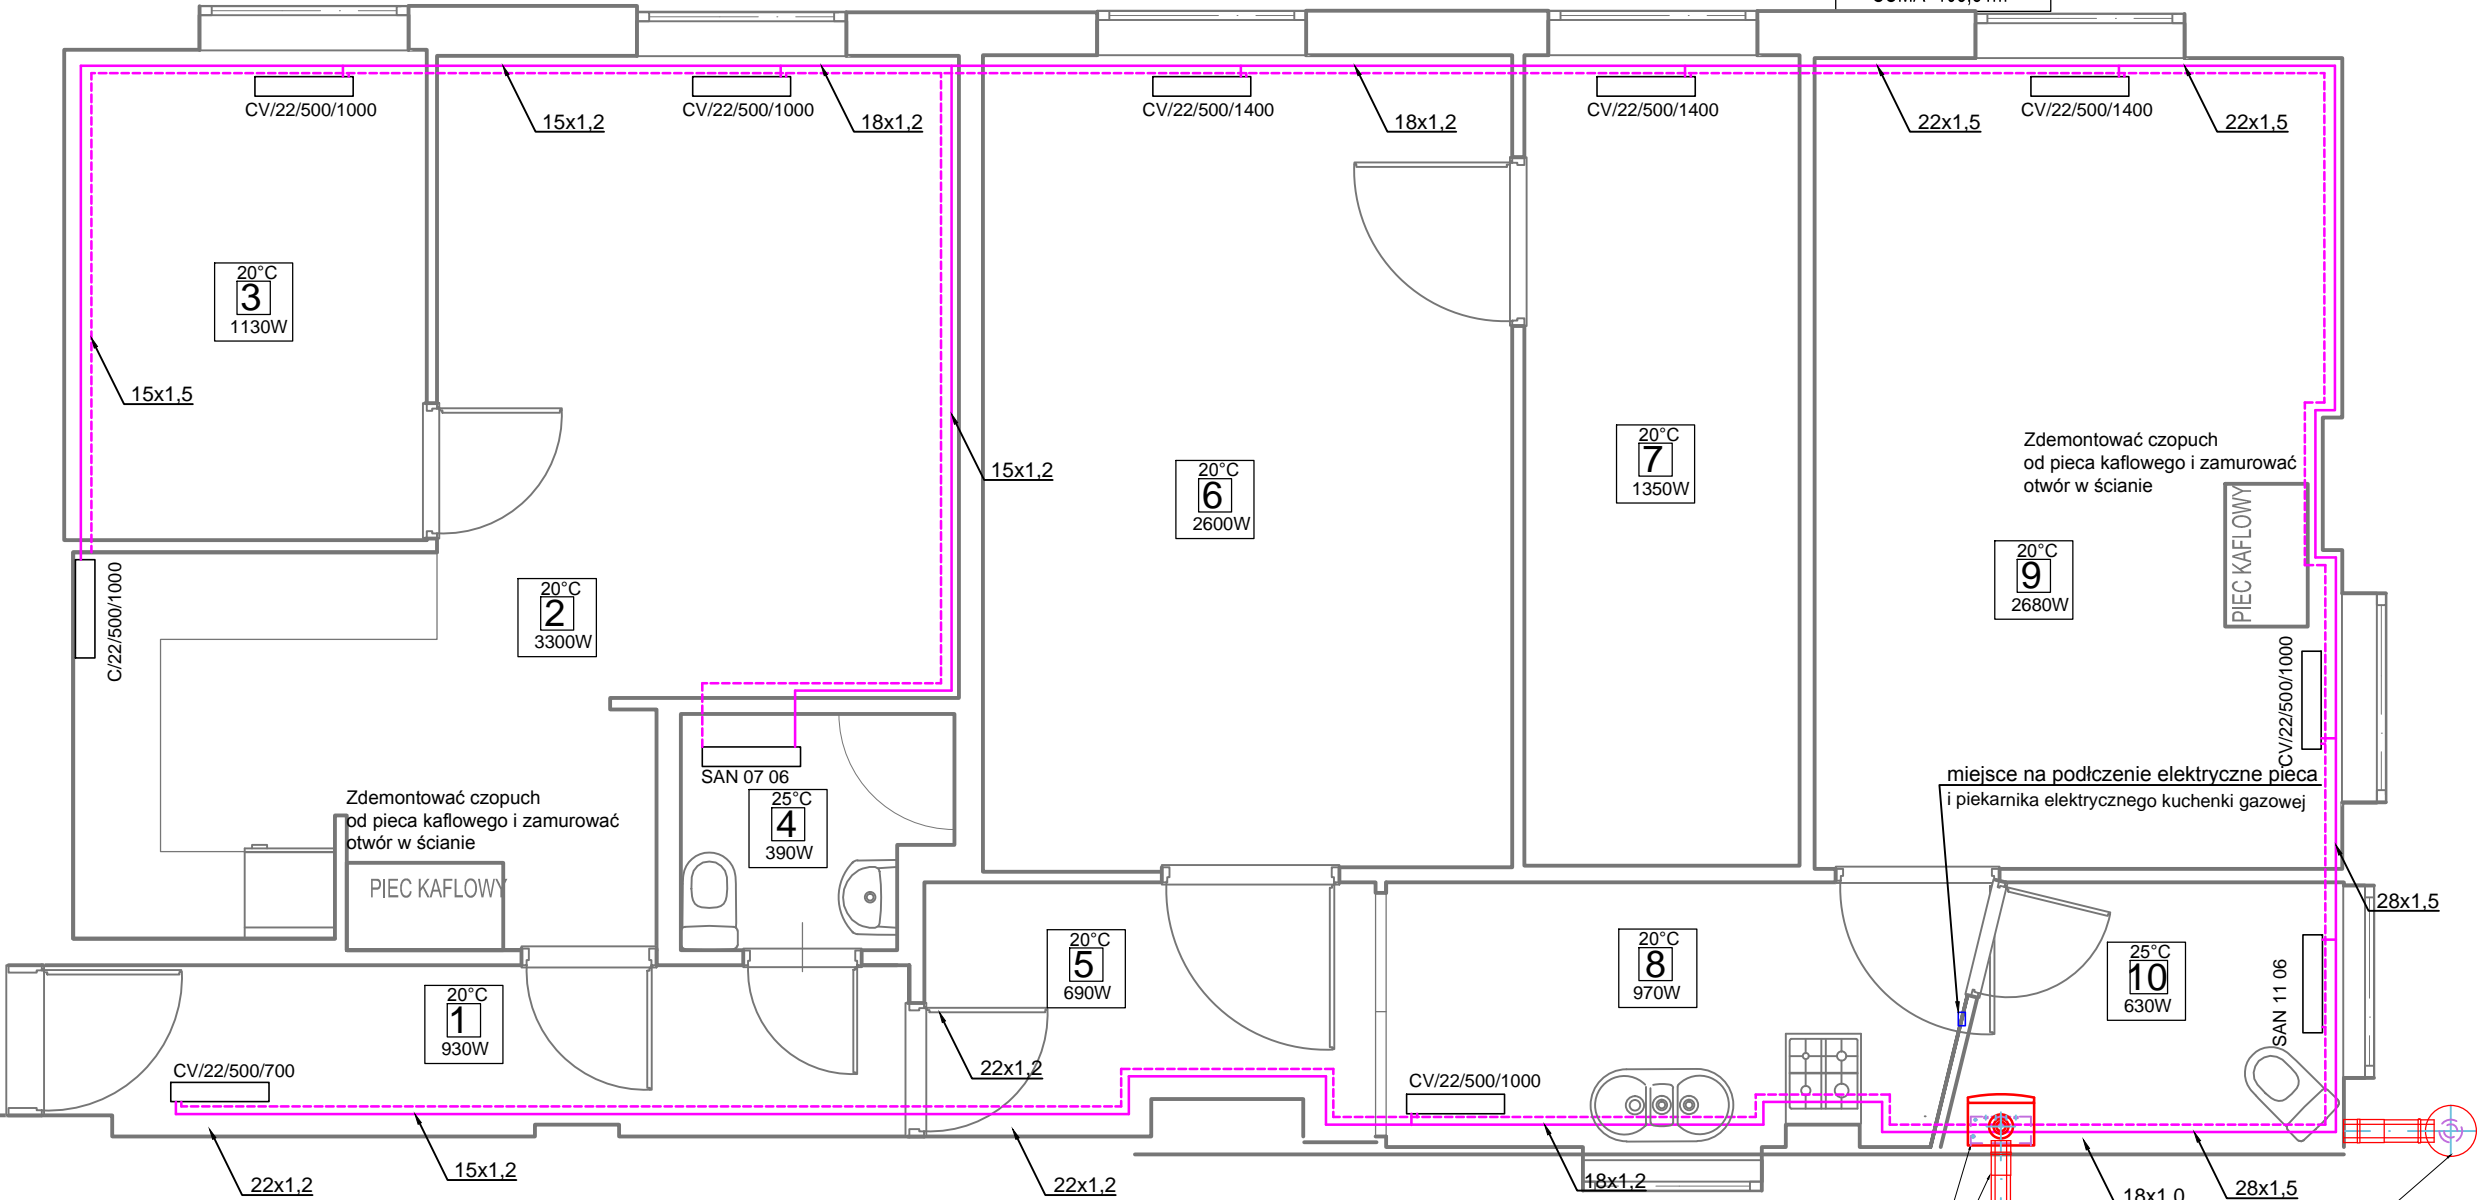 CV/22/500/1000
15x1,2
CV/22/500/1000
18x1,2
CV/22/500/1400
18x1,2
CV/22/500/1400
22x1,5
CV/22/500/1400
22x1,5
20°C
3
1130W
15x1,5
15x1,2
20°C
6
2600W
20°C
7
1350W
Zdemontować czopuch
od pieca kaflowego i zamurować
otwór w ścianie
PIEC KAFLOWY
20°C
9
2680W
C/22/500/1000
20°C
2
3300W
CV/22/500/1000
SAN 07 06
25°C
4
390W
miejsce na podłczenie elektryczne pieca
i piekarnika elektrycznego kuchenki gazowej
Zdemontować czopuch
od pieca kaflowego i zamurować
otwór w ścianie
PIEC KAFLOWY
28x1,5
20°C
5
690W
20°C
8
970W
25°C
10
630W
SAN 11 06
20°C
1
930W
CV/22/500/700
22x1,2
CV/22/500/1000
22x1,2
15x1,2
22x1,2
18x1,2
18x1,0
28x1,5